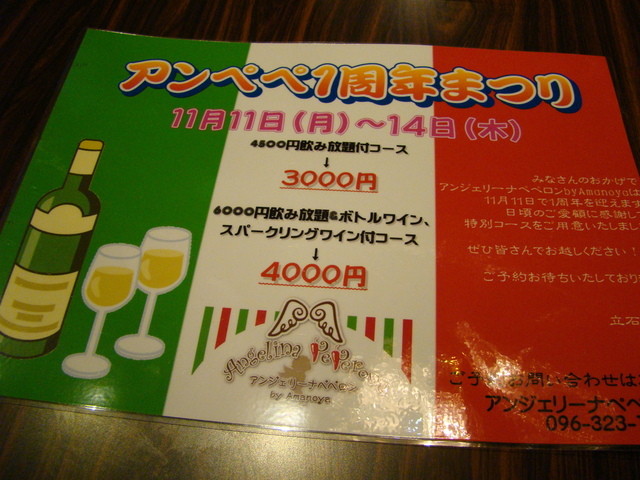 アンペペ1周年まつり
11月11日(月)～14日(木)
4500円飲み放題付コース
↓
3000円
6000円飲み放題&ボトルワイン、
スパークリングワイン付コース
↓
4000円
みなさんのおかげで
アンジェリーナペペロンbyAmanoyaは
11月11日で1周年を迎えます
日頃のご愛顧に感謝し
特別コースをご用意いたしまし
ぜひ皆さんでお越しください!
ご予約お待ちいたしており
立石
Angelina PePeron
アンジェリーナペペロン
by Amanoya
お問い合わせは
アンジェリーナペペ
096-323-